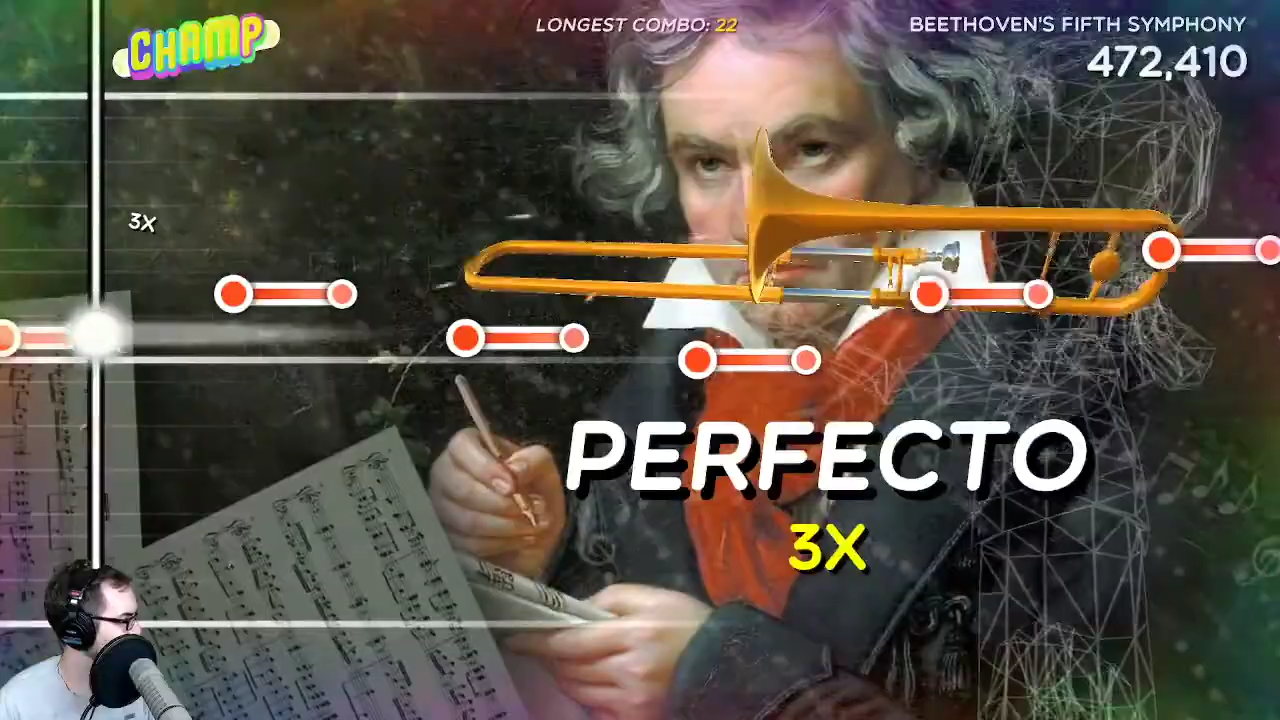 CHAMP
LONGEST COMBO: 22
BEETHOVEN'S FIFTH SYMPHONY
472,410
3X
PERFECTO
3X